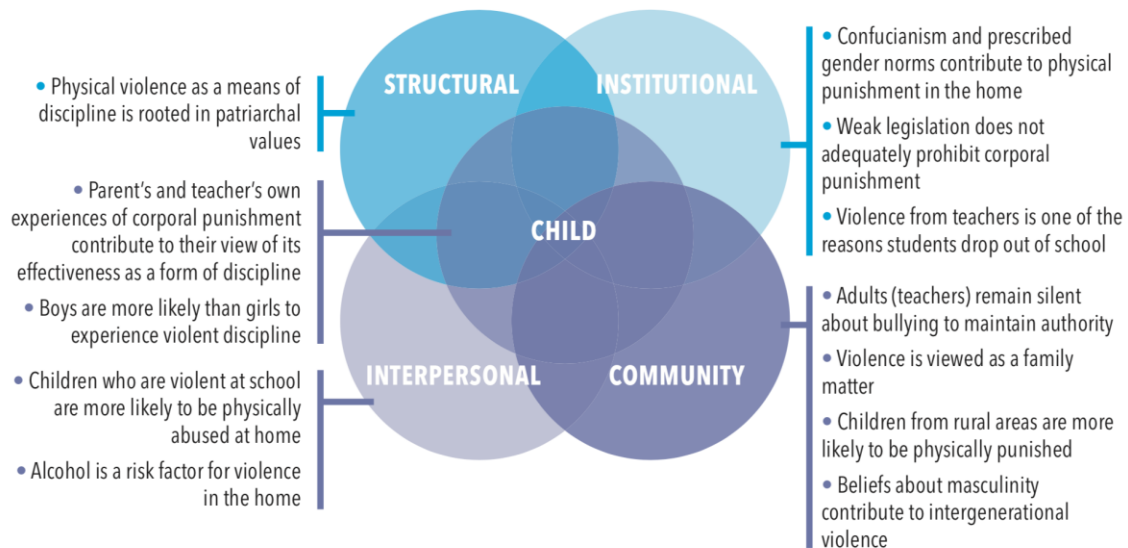 • Physical violence as a means of
discipline is rooted in patriarchal
values
• Parent's and teacher's own
experiences of corporal punishment
contribute to their view of its
effectiveness as a form of discipline
• Boys are more likely than girls to
experience violent discipline
• Children who are violent at school
are more likely to be physically
abused at home
• Alcohol is a risk factor for violence
in the home
STRUCTURAL
INSTITUTIONAL
CHILD
INTERPERSONAL
COMMUNITY
• Confucianism and prescribed
gender norms contribute to physical
punishment in the home
• Weak legislation does not
adequately prohibit corporal
punishment
• Violence from teachers is one of the
reasons students drop out of school
• Adults (teachers) remain silent
about bullying to maintain authority
• Violence is viewed as a family
matter
• Children from rural areas are more
likely to be physically punished
• Beliefs about masculinity
contribute to intergenerational
violence